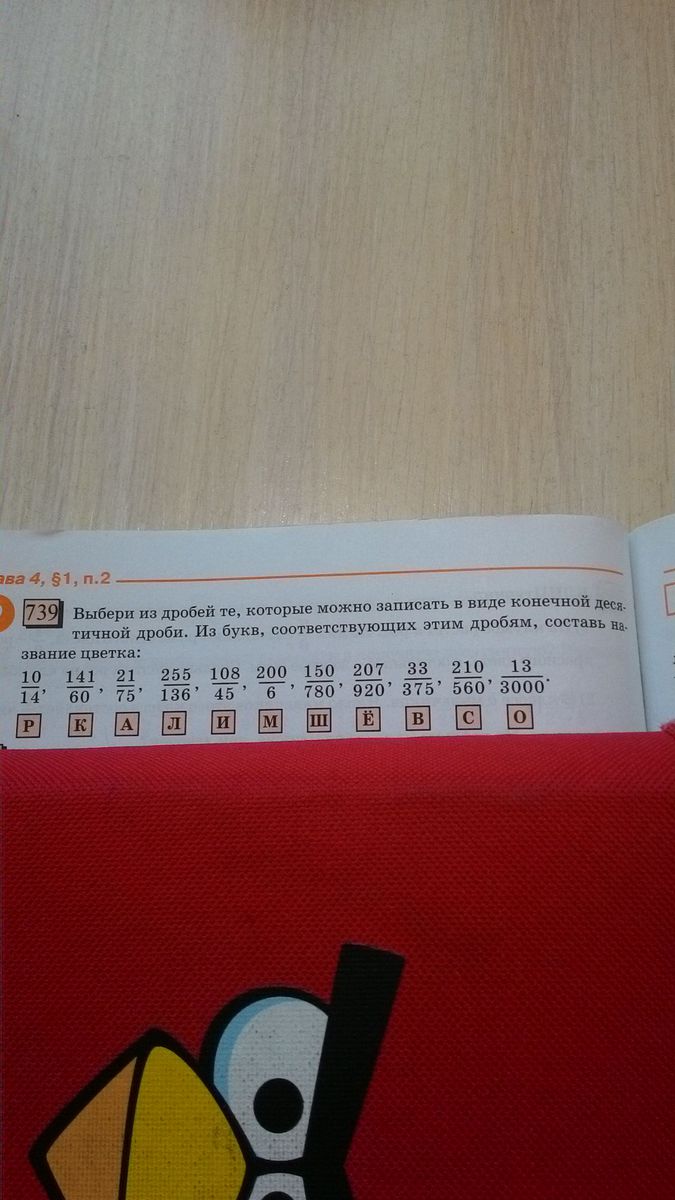 ава 4, §1, п.2
739 Выбери из дробей те, которые можно записать в виде конечной деся-
тичной дроби. Из букв, соответствующих этим дробям, составь на-
звание цветка:
10/14, 141/60, 21/75, 255/136, 108/45, 200/6, 150/780, 207/920, 33/375, 210/560, 13/3000.
Р К А Л И М Ш Ё В С О